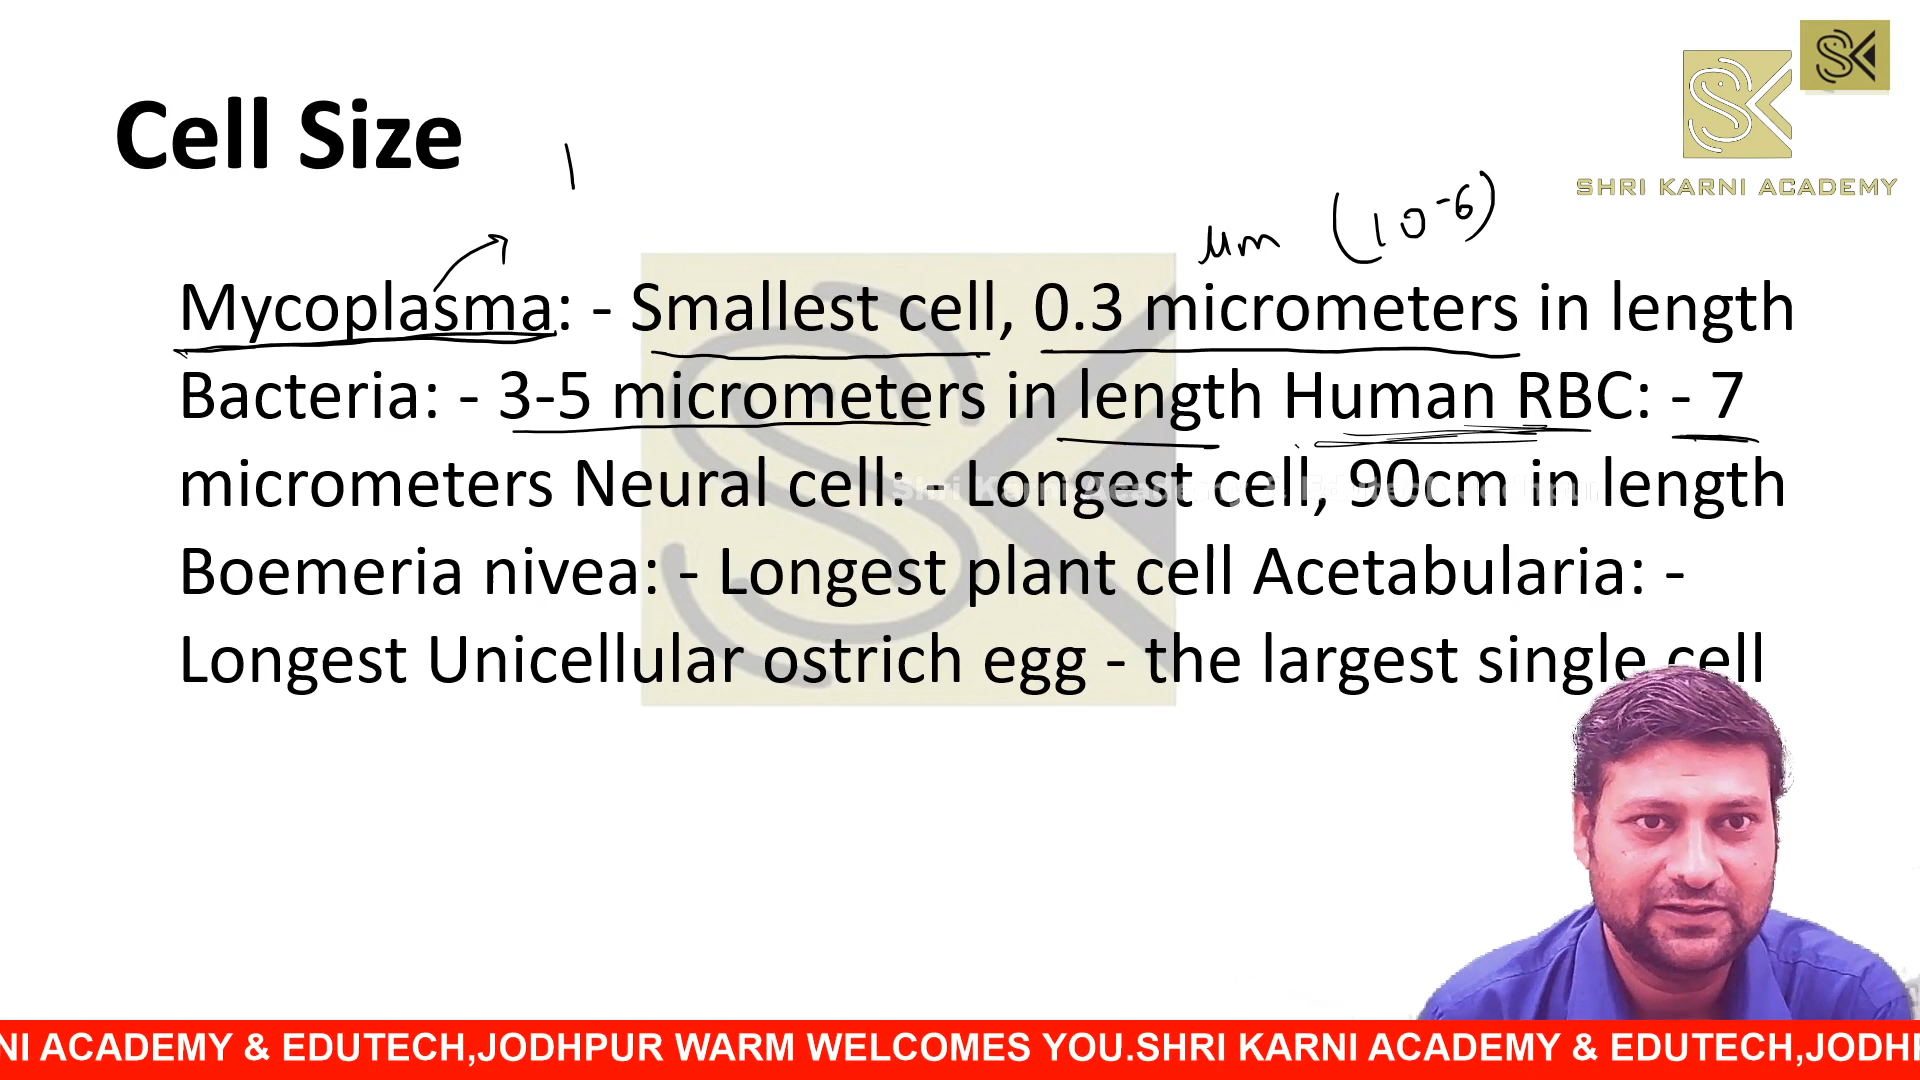 Cell Size
SHRI KARNI ACADEMY
μm (10⁻⁶)
Mycoplasma: - Smallest cell, 0.3 micrometers in length
Bacteria: - 3-5 micrometers in length Human RBC: - 7
micrometers Neural cell: - Longest cell, 90cm in length
Boemeria nivea: - Longest plant cell Acetabularia: -
Longest Unicellular ostrich egg - the largest single cell
NI ACADEMY & EDUTECH,JODHPUR WARM WELCOMES YOU.SHRI KARNI ACADEMY & EDUTECH,JODH